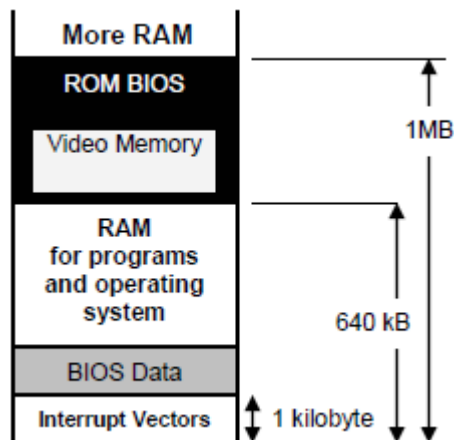 More RAM
ROM BIOS
1MB
Video Memory
RAM
for programs
and operating
system
640 kB
BIOS Data
Interrupt Vectors
1 kilobyte